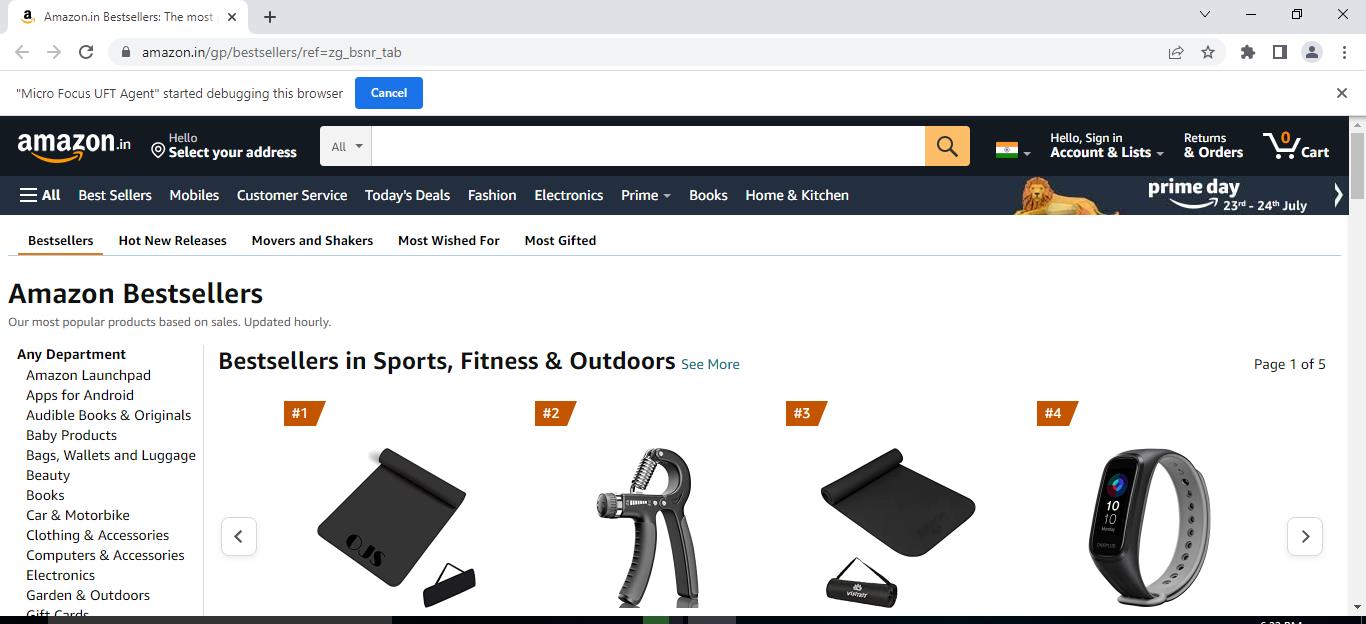 Amazon.in Bestsellers: The most
amazon.in/gp/bestsellers/ref=zg_bsnr_tab
"Micro Focus UFT Agent" started debugging this browser Cancel
amazon.in
Hello
Select your address
All
Hello, Sign in
Account & Lists
Returns
& Orders
0
Cart
All Best Sellers Mobiles Customer Service Today's Deals Fashion Electronics Prime Books Home & Kitchen
prime day
23rd - 24th July
Bestsellers Hot New Releases Movers and Shakers Most Wished For Most Gifted
Amazon Bestsellers
Our most popular products based on sales. Updated hourly.
Any Department
Amazon Launchpad
Apps for Android
Audible Books & Originals
Baby Products
Bags, Wallets and Luggage
Beauty
Books
Car & Motorbike
Clothing & Accessories
Computers & Accessories
Electronics
Garden & Outdoors
Gift Cards
Bestsellers in Sports, Fitness & Outdoors See More
Page 1 of 5
#1 #2 #3 #4
OJS
10
10
Monday
ONEPLUS